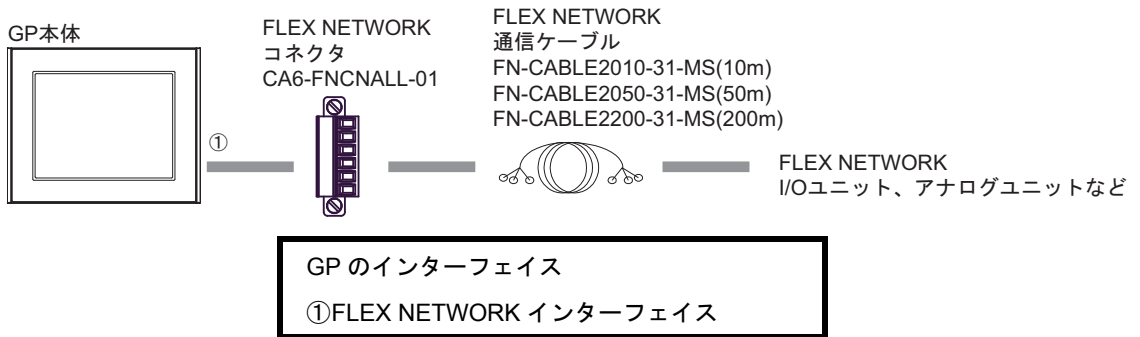 GP本体
①
FLEX NETWORK
コネクタ
CA6-FNCNALL-01
FLEX NETWORK
通信ケーブル
FN-CABLE2010-31-MS(10m)
FN-CABLE2050-31-MS(50m)
FN-CABLE2200-31-MS(200m)
FLEX NETWORK
I/Oユニット、アナログユニットなど
GP のインターフェイス
①FLEX NETWORK インターフェイス